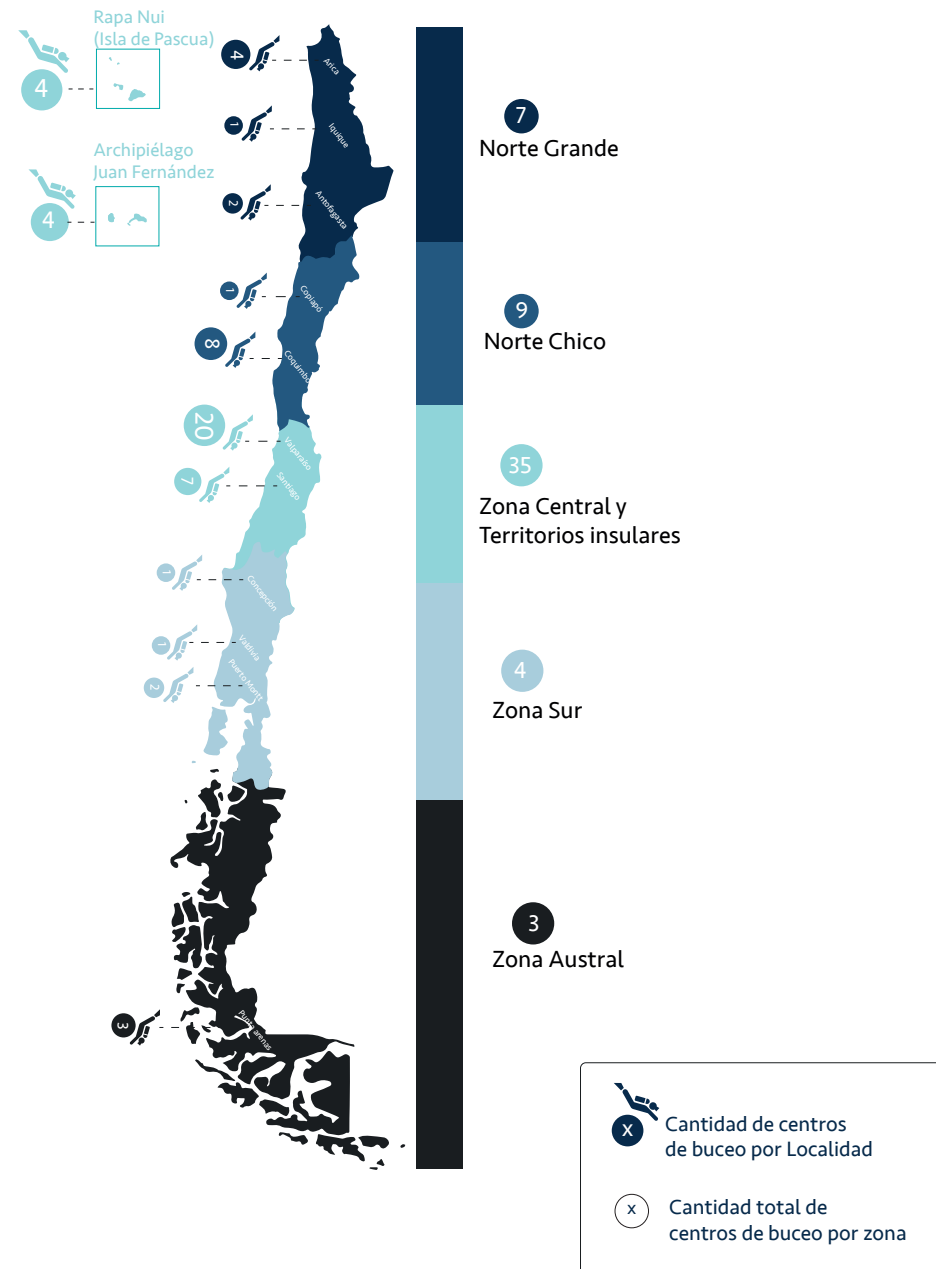 Rapa Nui
(Isla de Pascua)
4
Archipiélago
Juan Fernández
4
4
Arica
1
Iquique
2
Antofagasta
1
Copiapó
8
Coquimbo
20
Valparaíso
7
Santiago
1
Concepción
1
Valdivia
2
Puerto Montt
3
Punta arenas
7
Norte Grande
9
Norte Chico
35
Zona Central y
Territorios insulares
4
Zona Sur
3
Zona Austral
x
Cantidad de centros
de buceo por Localidad
x
Cantidad total de
centros de buceo por zona